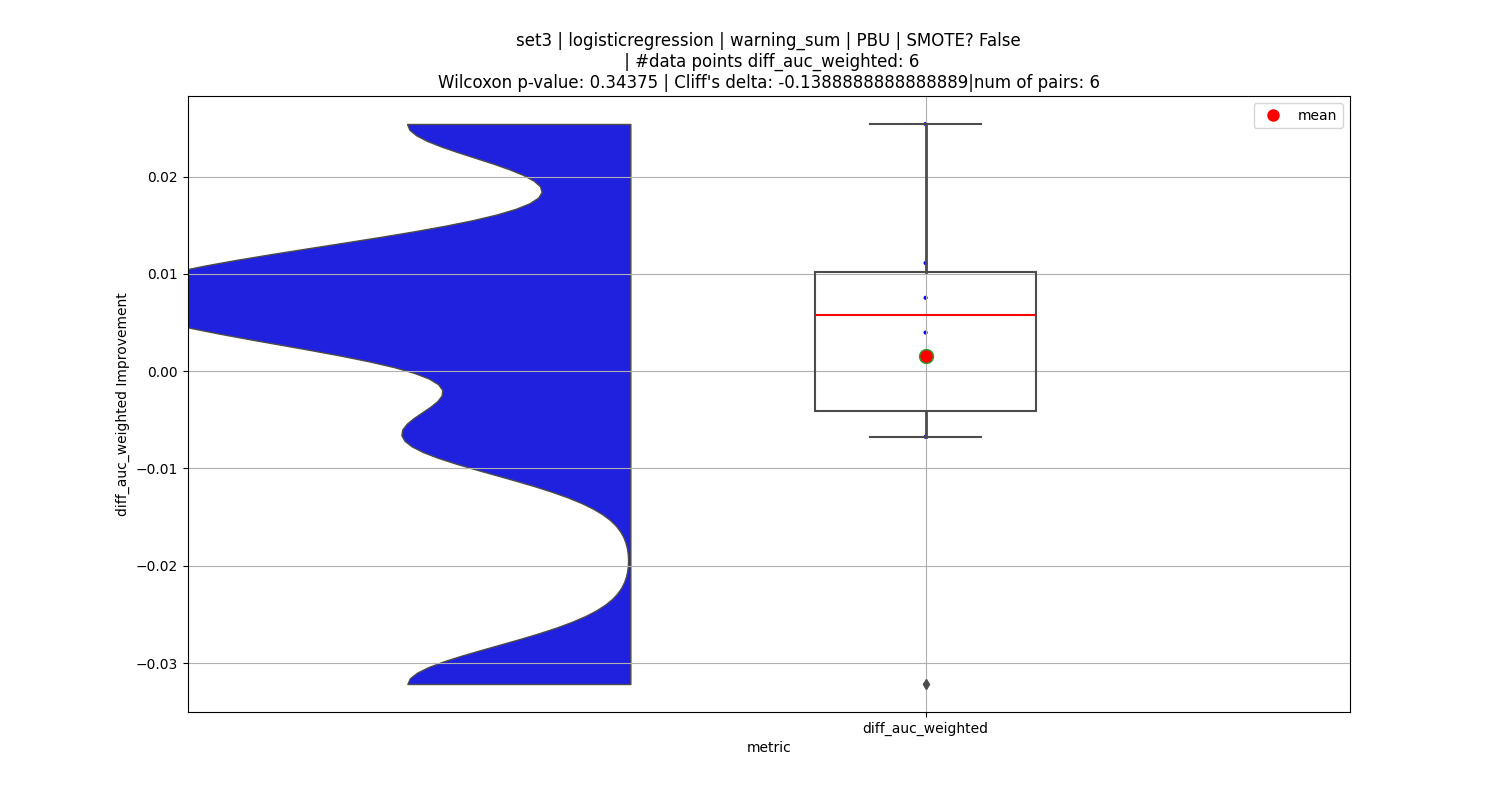 set3 | logisticregression | warning_sum | PBU | SMOTE? False
| #data points diff_auc_weighted: 6
Wilcoxon p-value: 0.34375 | Cliff's delta: -0.1388888888888889|num of pairs: 6
mean
0.02
0.01
0.00
−0.01
−0.02
−0.03
diff_auc_weighted Improvement
diff_auc_weighted
metric